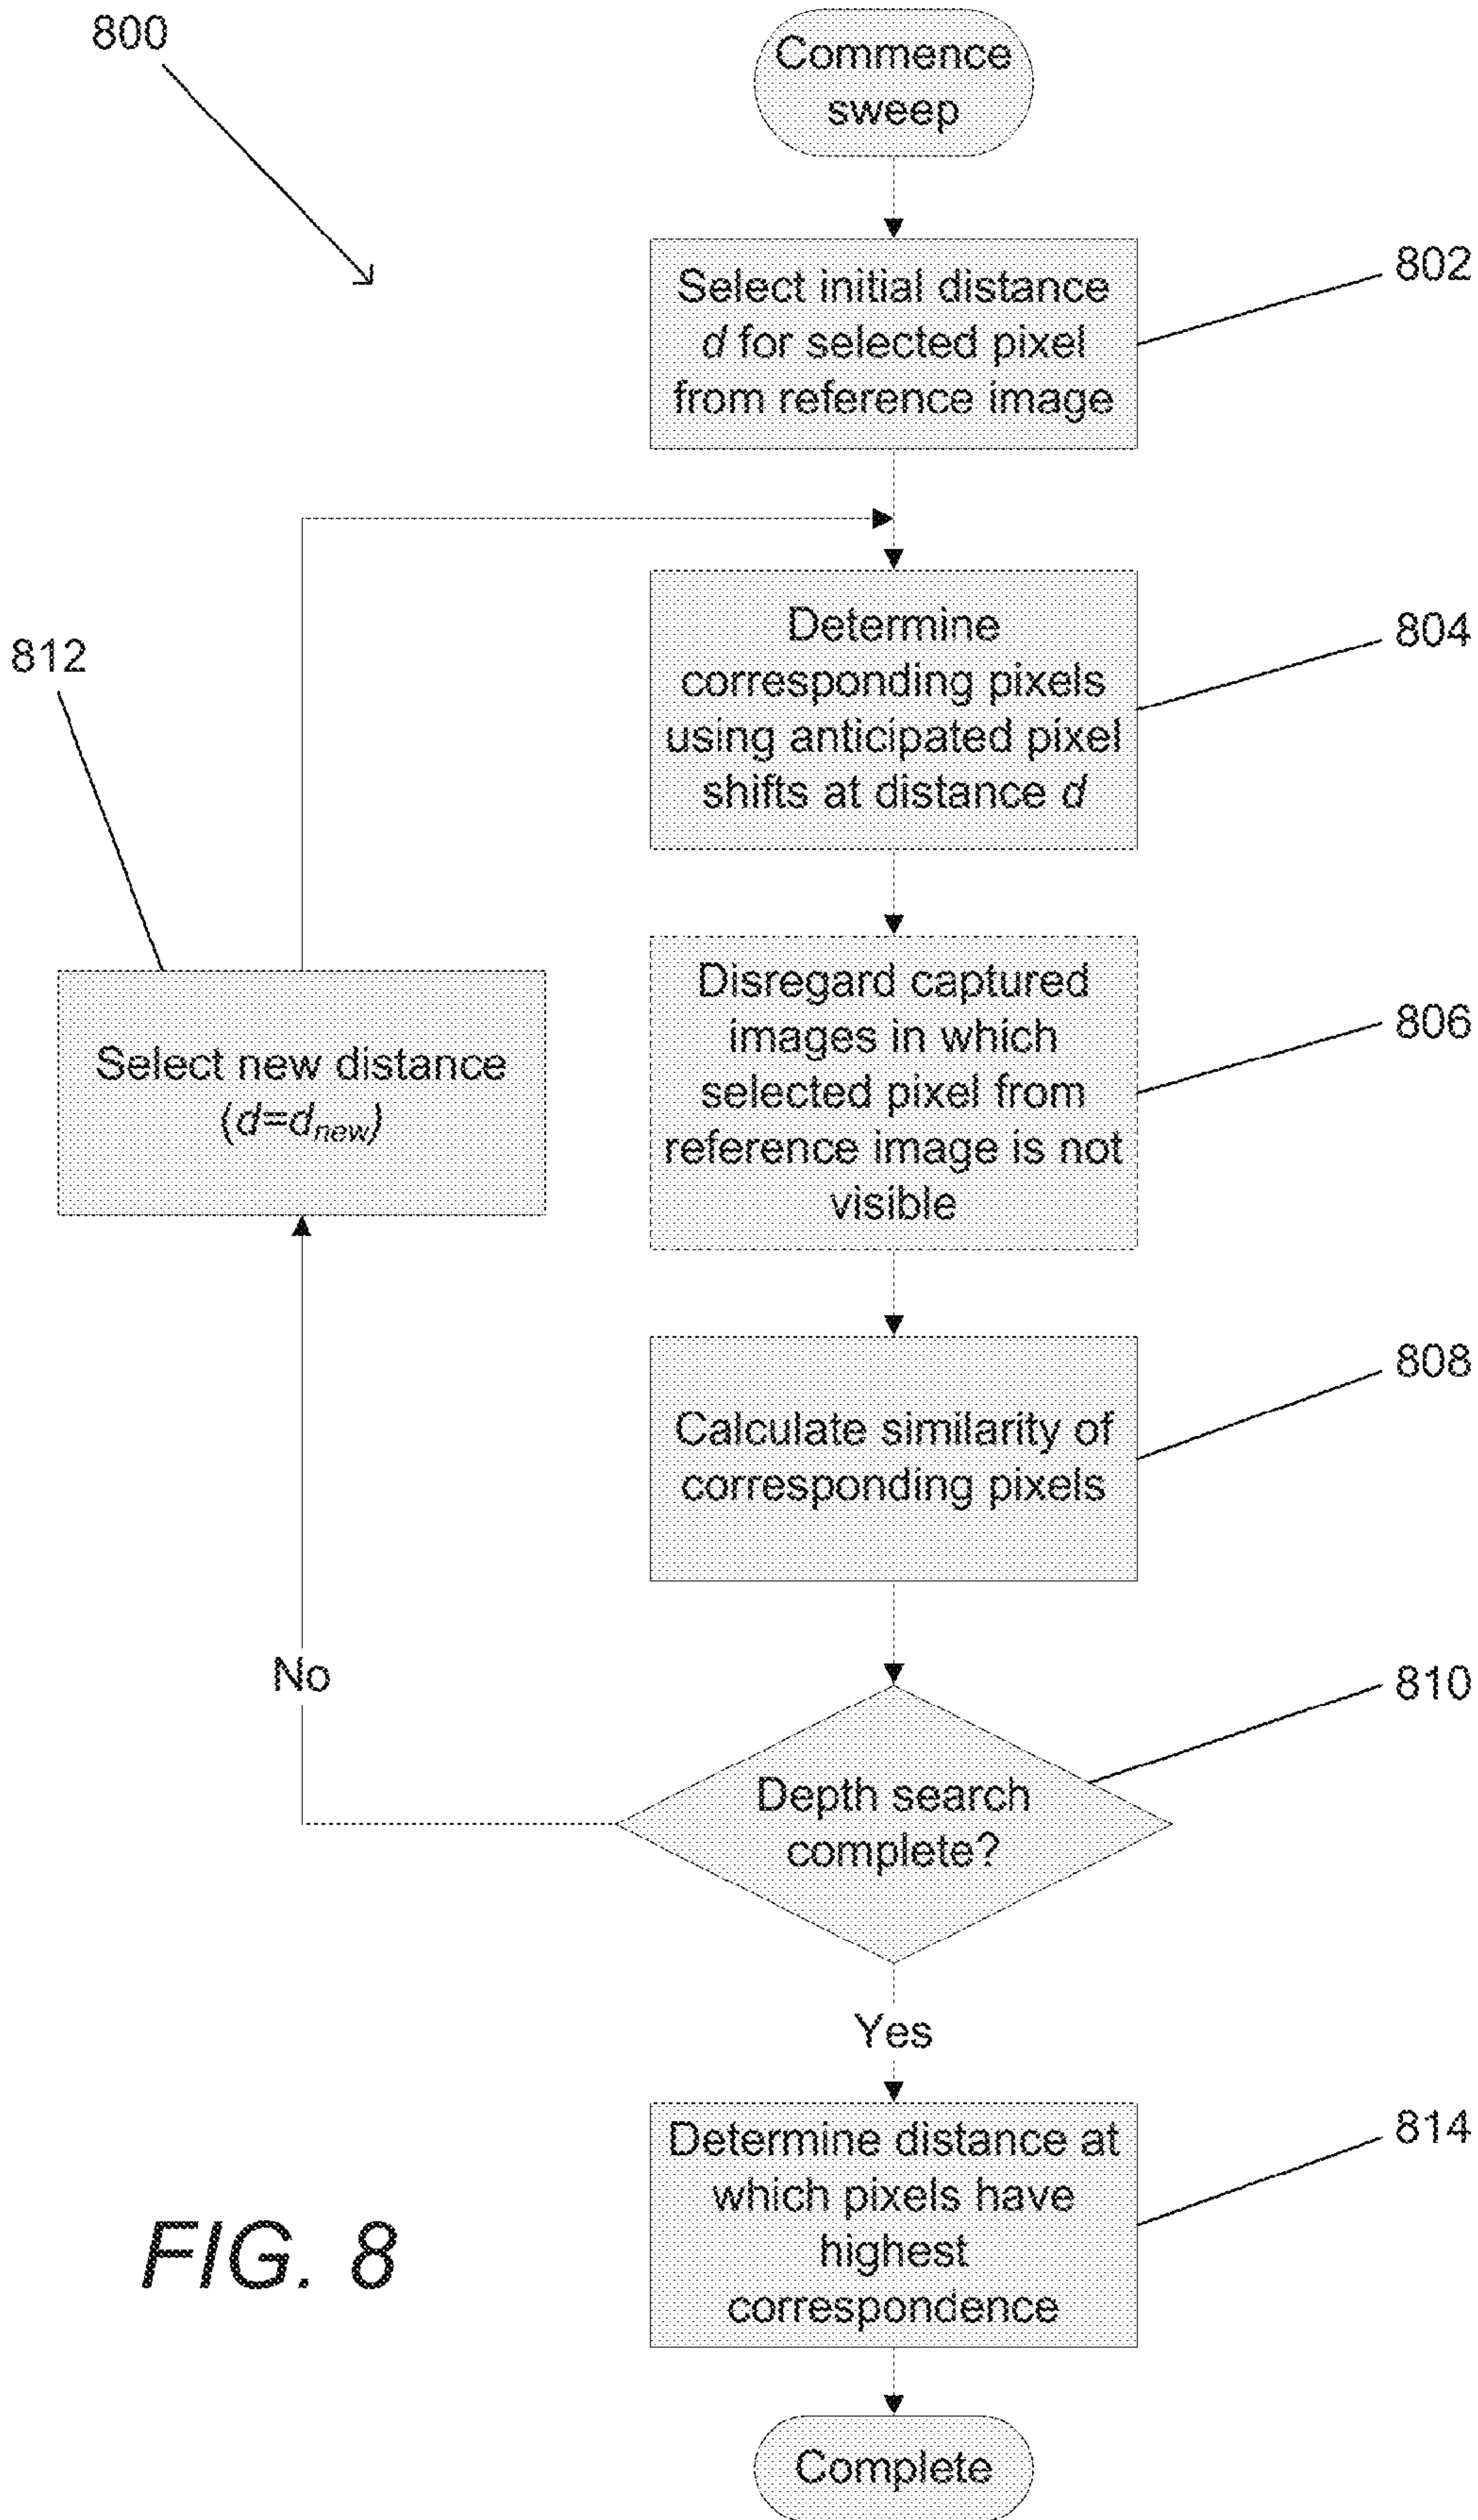 800
Commence
sweep
Select initial distance
d for selected pixel
from reference image
802
Determine
corresponding pixels
using anticipated pixel
shifts at distance d
804
812
Disregard captured
images in which
selected pixel from
reference image is not
visible
806
Select new distance
(d=dnew)
Calculate similarity of
corresponding pixels
808
No
Depth search
complete?
810
Yes
Determine distance at
which pixels have
highest
correspondence
814
FIG. 8
Complete